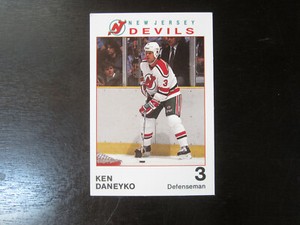 NEW JERSEY
DEVILS
3
KEN
DANEYKO
3
Defenseman